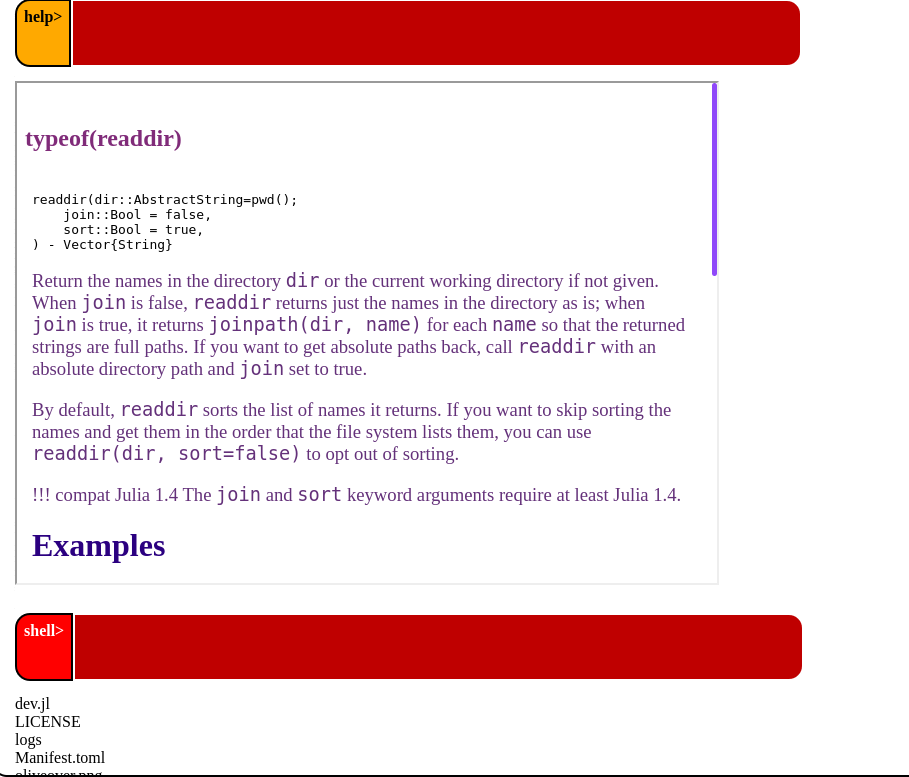 help>
typeof(readdir)
readdir(dir::AbstractString=pwd();
    join::Bool = false,
    sort::Bool = true,
) - Vector{String}
Return the names in the directory dir or the current working directory if not given.
When join is false, readdir returns just the names in the directory as is; when
join is true, it returns joinpath(dir, name) for each name so that the returned
strings are full paths. If you want to get absolute paths back, call readdir with an
absolute directory path and join set to true.
By default, readdir sorts the list of names it returns. If you want to skip sorting the
names and get them in the order that the file system lists them, you can use
readdir(dir, sort=false) to opt out of sorting.
!!! compat Julia 1.4 The join and sort keyword arguments require at least Julia 1.4.
Examples
shell>
dev.jl
LICENSE
logs
Manifest.toml